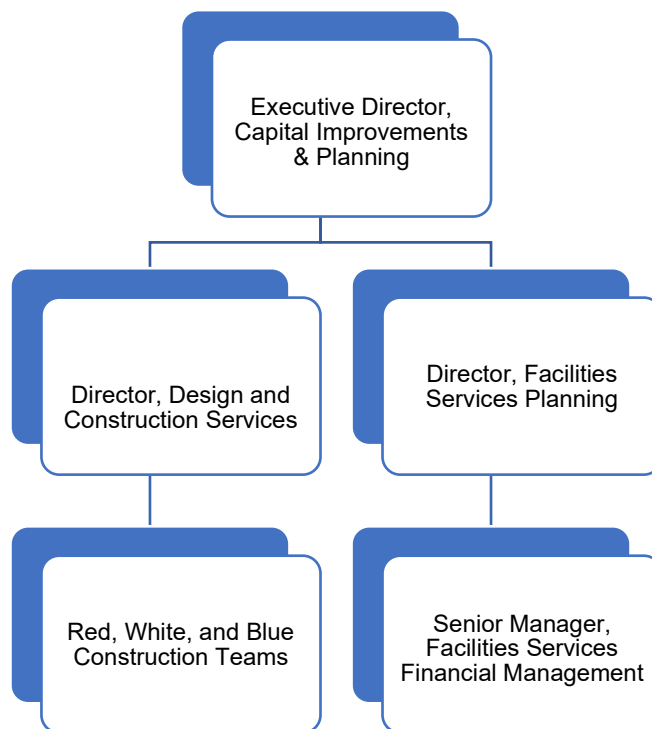 Executive Director,
Capital Improvements
& Planning
Director, Design and
Construction Services
Director, Facilities
Services Planning
Red, White, and Blue
Construction Teams
Senior Manager,
Facilities Services
Financial Management